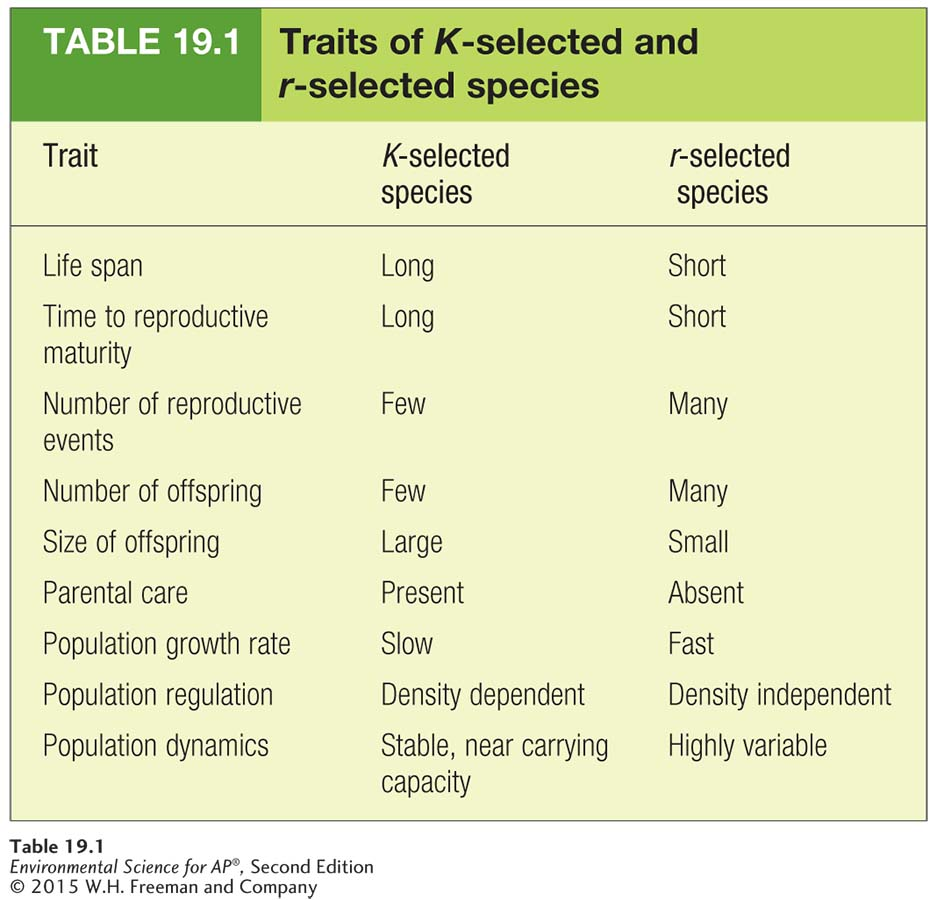 TABLE 19.1
Traits of K-selected and
r-selected species
Trait
K-selected
species
r-selected
species
Life span Long Short
Time to reproductive Long Short
maturity
Number of reproductive Few Many
events
Number of offspring Few Many
Size of offspring Large Small
Parental care Present Absent
Population growth rate Slow Fast
Population regulation Density dependent Density independent
Population dynamics Stable, near carrying Highly variable
capacity
Table 19.1
Environmental Science for AP®, Second Edition
© 2015 W.H. Freeman and Company